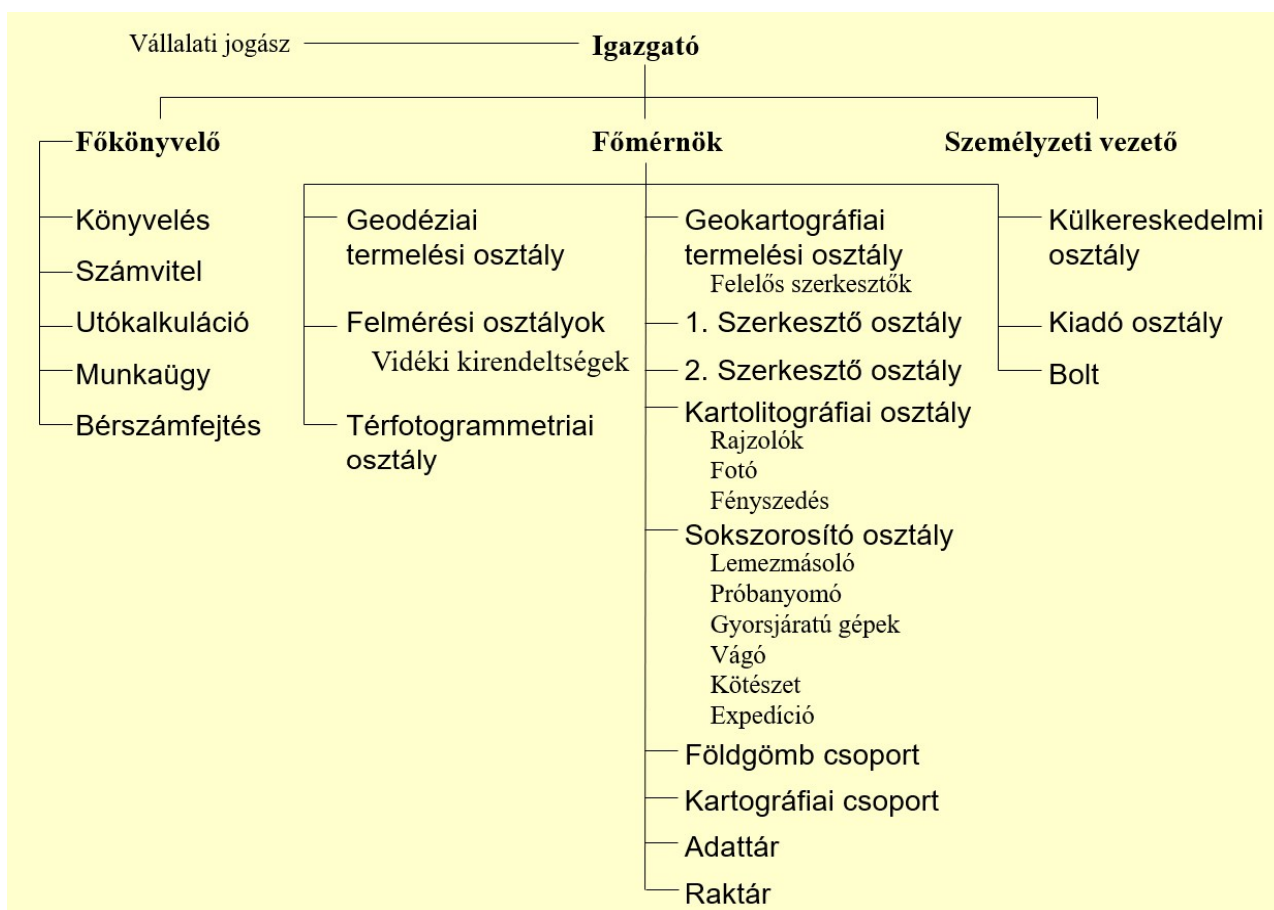 Vállalati jogász
Igazgató
Főkönyvelő
Főmérnök
Személyzeti vezető
Könyvelés
Számvitel
Utókalkuláció
Munkaügy
Bérszámfejtés
Geodéziai
termelési osztály
Felmérési osztályok
Vidéki kirendeltségek
Térfotogrammetriai
osztály
Geokartográfiai
termelési osztály
Felelős szerkesztők
1. Szerkesztő osztály
2. Szerkesztő osztály
Kartolitográfiai osztály
Rajzolók
Fotó
Fényszedés
Sokszorosító osztály
Lemezmásoló
Próbanyomó
Gyorsjáratú gépek
Vágó
Kötészet
Expedíció
Földgömb csoport
Kartográfiai csoport
Adattár
Raktár
Külkereskedelmi
osztály
Kiadó osztály
Bolt